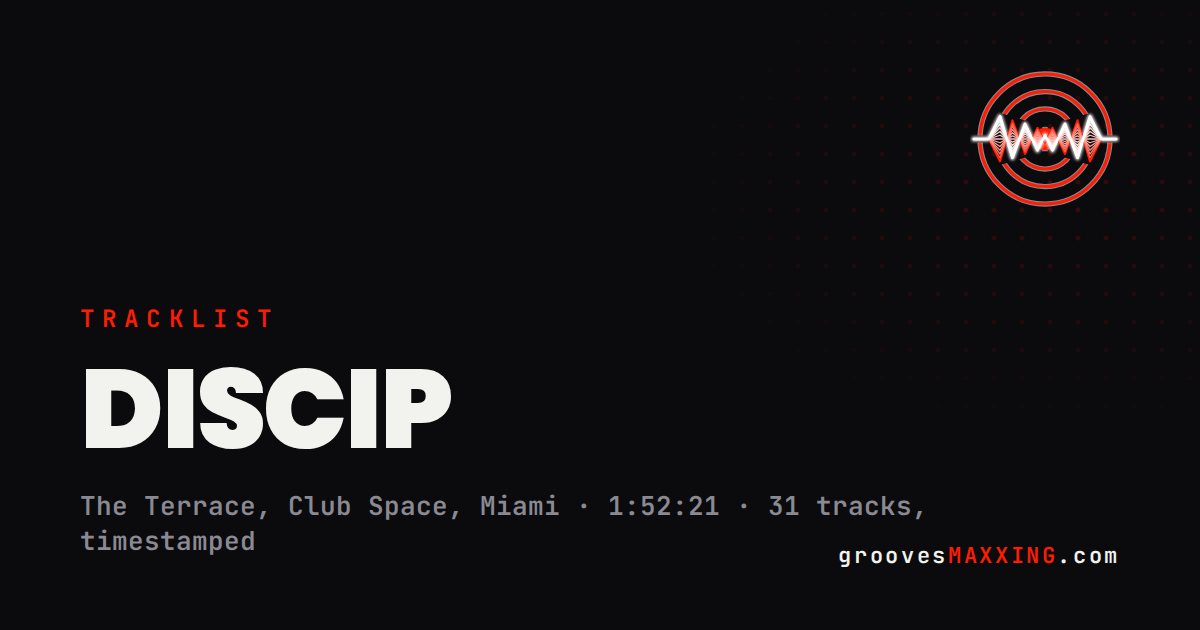 TRACKLIST
DISCIP
The Terrace, Club Space, Miami · 1:52:21 · 31 tracks,
timestamped
groovesMAXXING.com